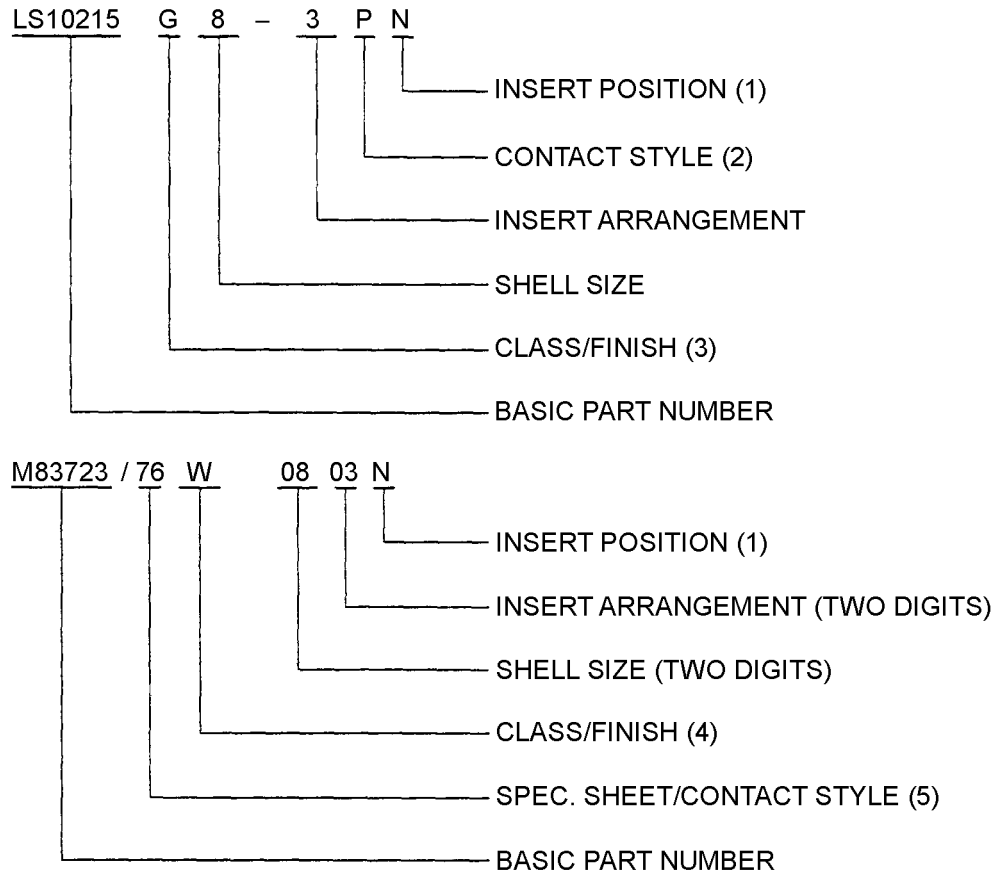 LS10215 G 8 – 3 P N
INSERT POSITION (1)
CONTACT STYLE (2)
INSERT ARRANGEMENT
SHELL SIZE
CLASS/FINISH (3)
BASIC PART NUMBER
M83723 / 76 W 08 03 N
INSERT POSITION (1)
INSERT ARRANGEMENT (TWO DIGITS)
SHELL SIZE (TWO DIGITS)
CLASS/FINISH (4)
SPEC. SHEET/CONTACT STYLE (5)
BASIC PART NUMBER